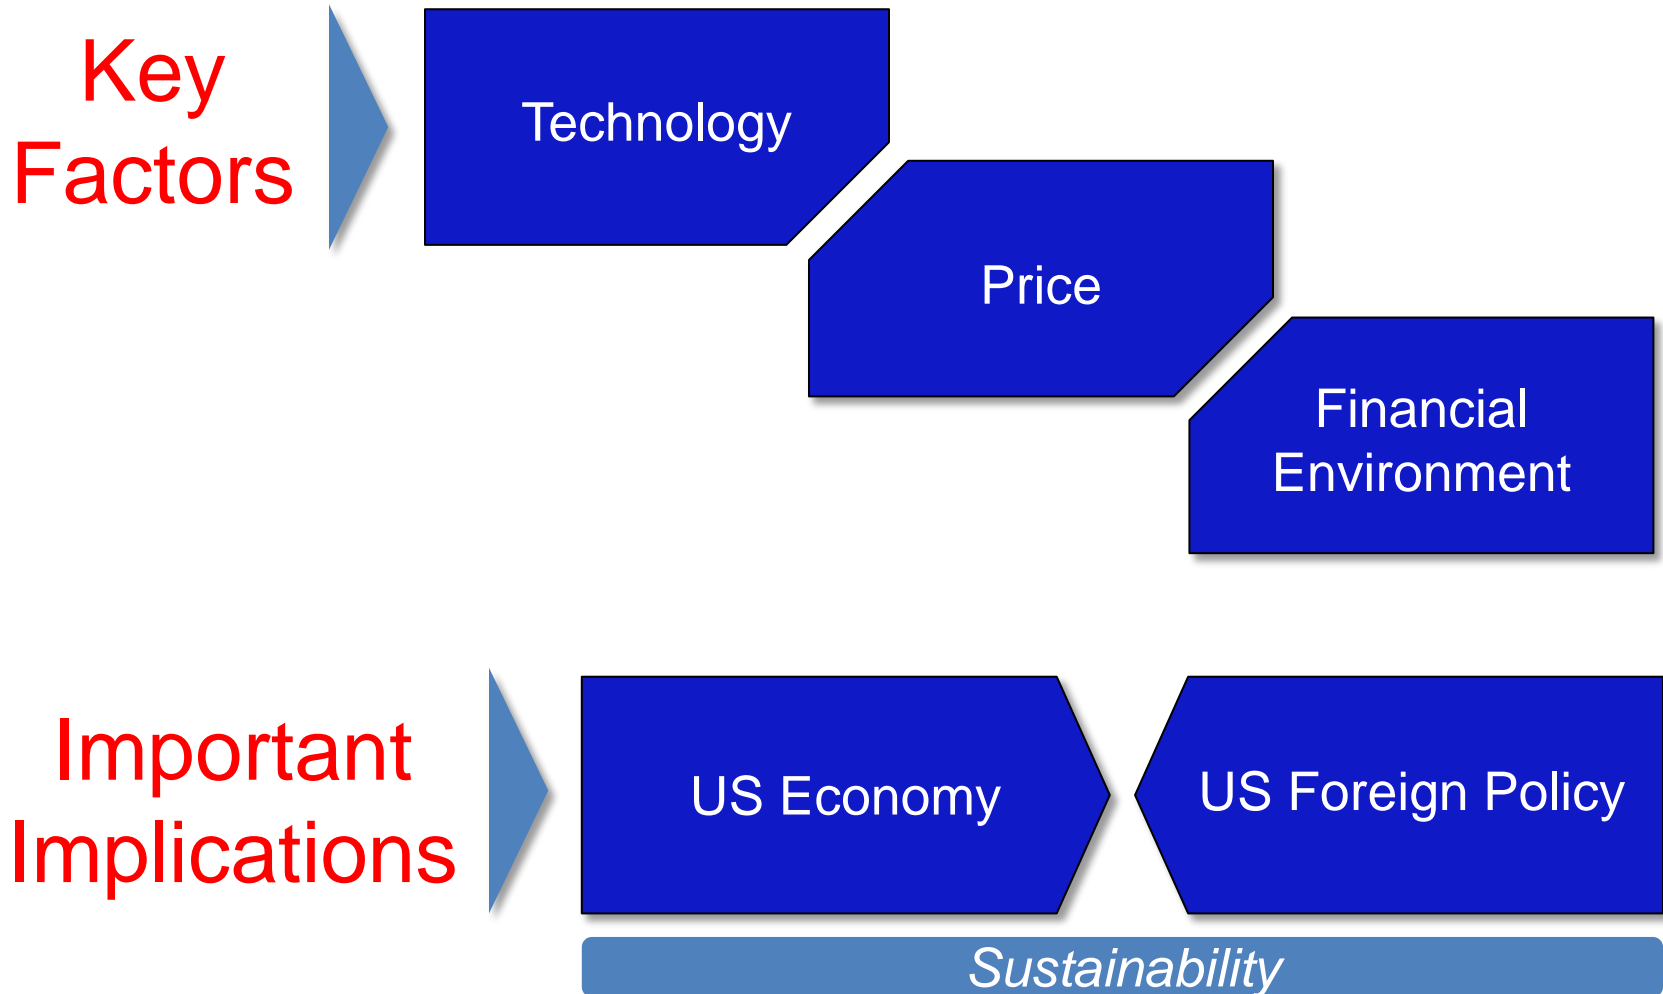 Key
Factors
Technology
Price
Financial
Environment
Important
Implications
US Economy
US Foreign Policy
Sustainability